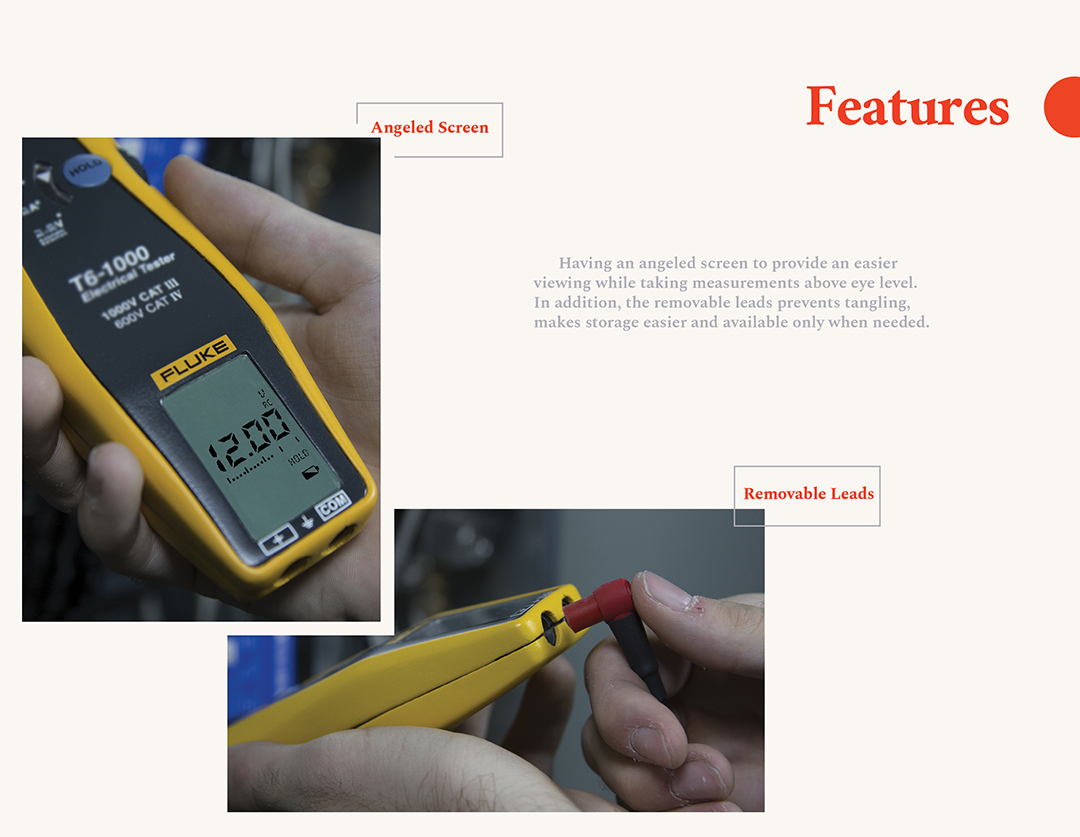 Features
Angeled Screen
HOLD
T6-1000
Electrical Tester
1000V CAT III
600V CAT IV
FLUKE
12.00
HOLD
+
COM
Having an angeled screen to provide an easier
viewing while taking measurements above eye level.
In addition, the removable leads prevents tangling,
makes storage easier and available only when needed.
Removable Leads